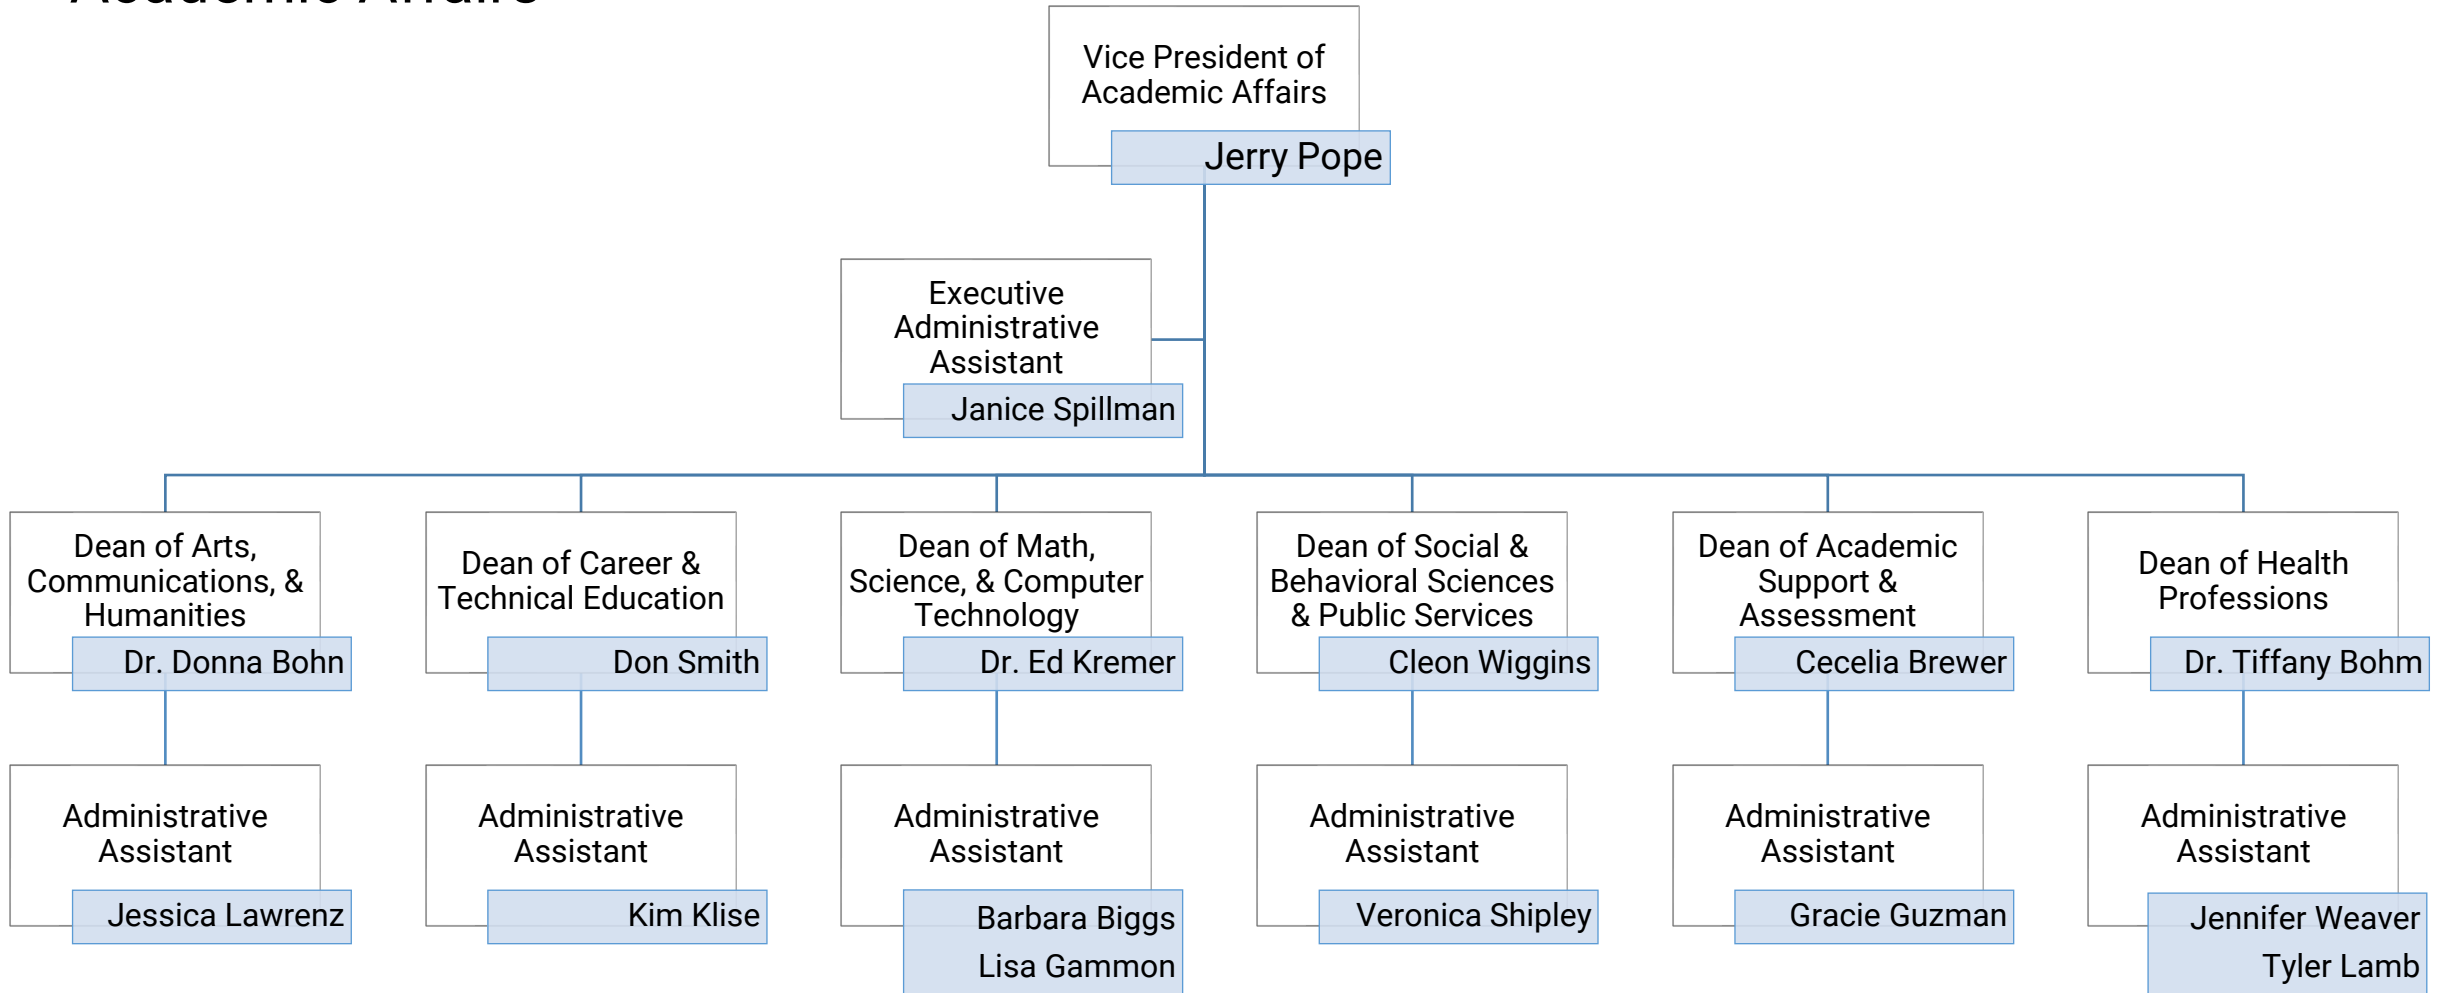 Academic Affairs
Vice President of
Academic Affairs
Jerry Pope
Executive
Administrative
Assistant
Janice Spillman
Dean of Arts,
Communications, &
Humanities
Dr. Donna Bohn
Dean of Career &
Technical Education
Don Smith
Dean of Math,
Science, & Computer
Technology
Dr. Ed Kremer
Dean of Social &
Behavioral Sciences
& Public Services
Cleon Wiggins
Dean of Academic
Support &
Assessment
Cecelia Brewer
Dean of Health
Professions
Dr. Tiffany Bohm
Administrative
Assistant
Jessica Lawrenz
Administrative
Assistant
Kim Klise
Administrative
Assistant
Barbara Biggs
Lisa Gammon
Administrative
Assistant
Veronica Shipley
Administrative
Assistant
Gracie Guzman
Administrative
Assistant
Jennifer Weaver
Tyler Lamb